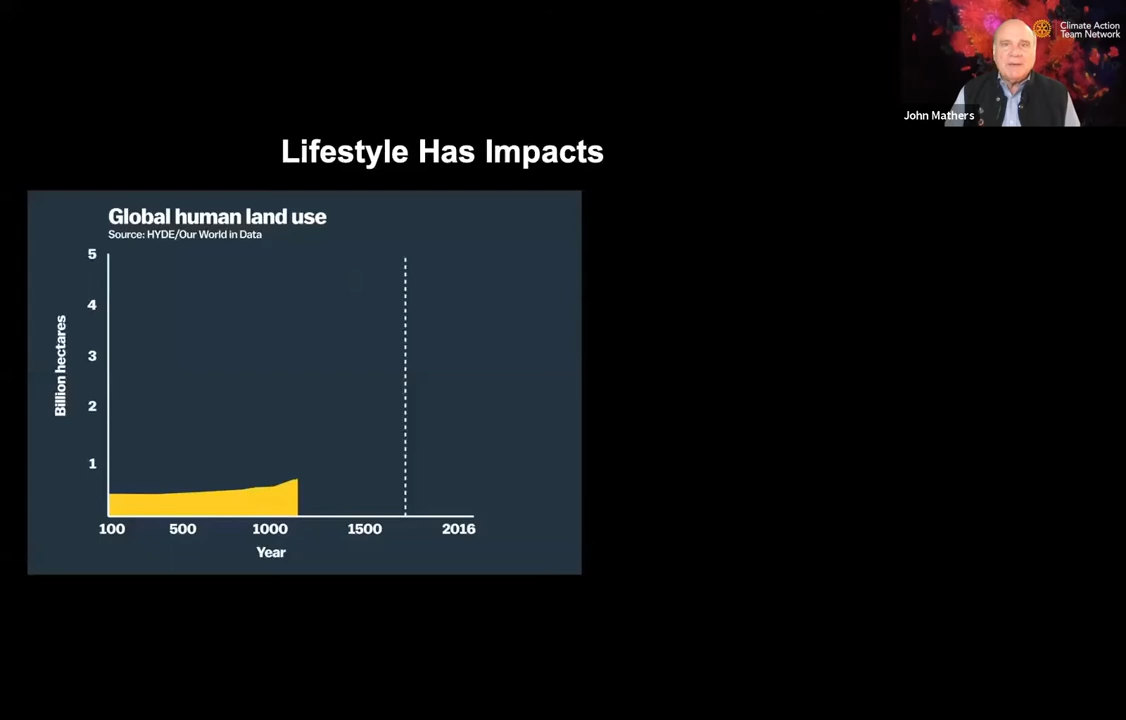 Climate Action
Team Network
John Mathers
Lifestyle Has Impacts
Global human land use
Source: HYDE/Our World in Data
5
4
3
2
1
Billion hectares
100 500 1000 1500 2016
Year